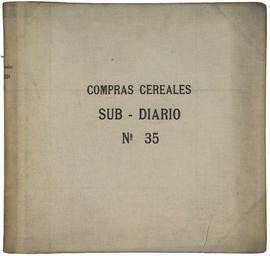 COMPRAS CEREALES
SUB - DIARIO
Nº 35